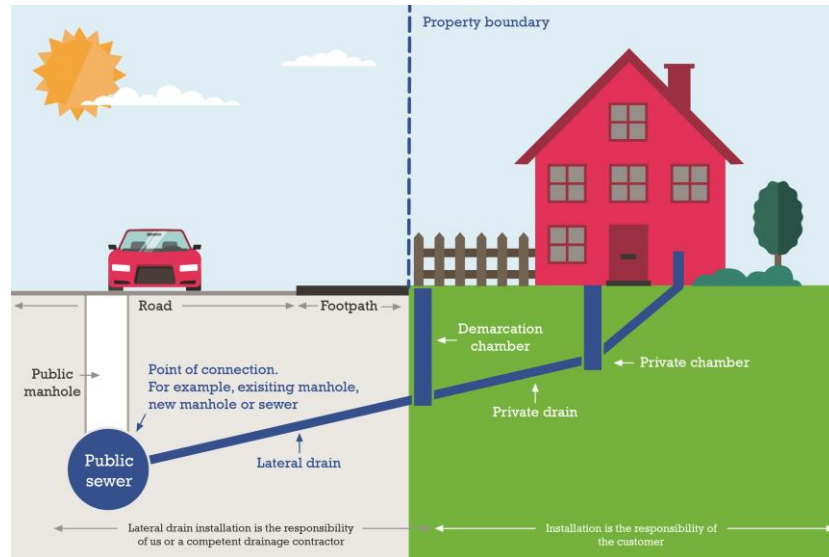 Property boundary
Road
Footpath
Demarcation
chamber
Public
manhole
Point of connection.
For example, exisiting manhole,
new manhole or sewer
Private chamber
Private drain
Public
sewer
Lateral drain
Lateral drain installation is the responsibility
of us or a competent drainage contractor
Installation is the responsibility of
the customer